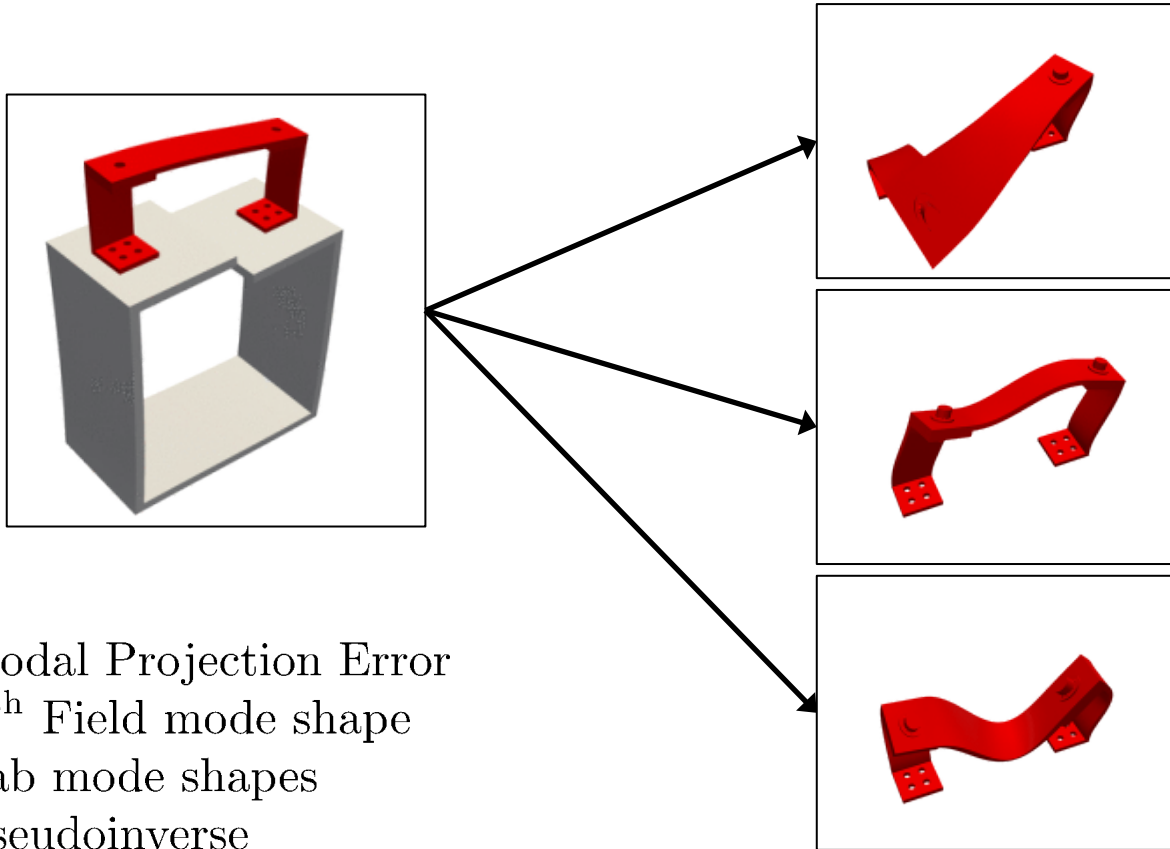 odal Projection Error
h Field mode shape
ab mode shapes
seudoinverse